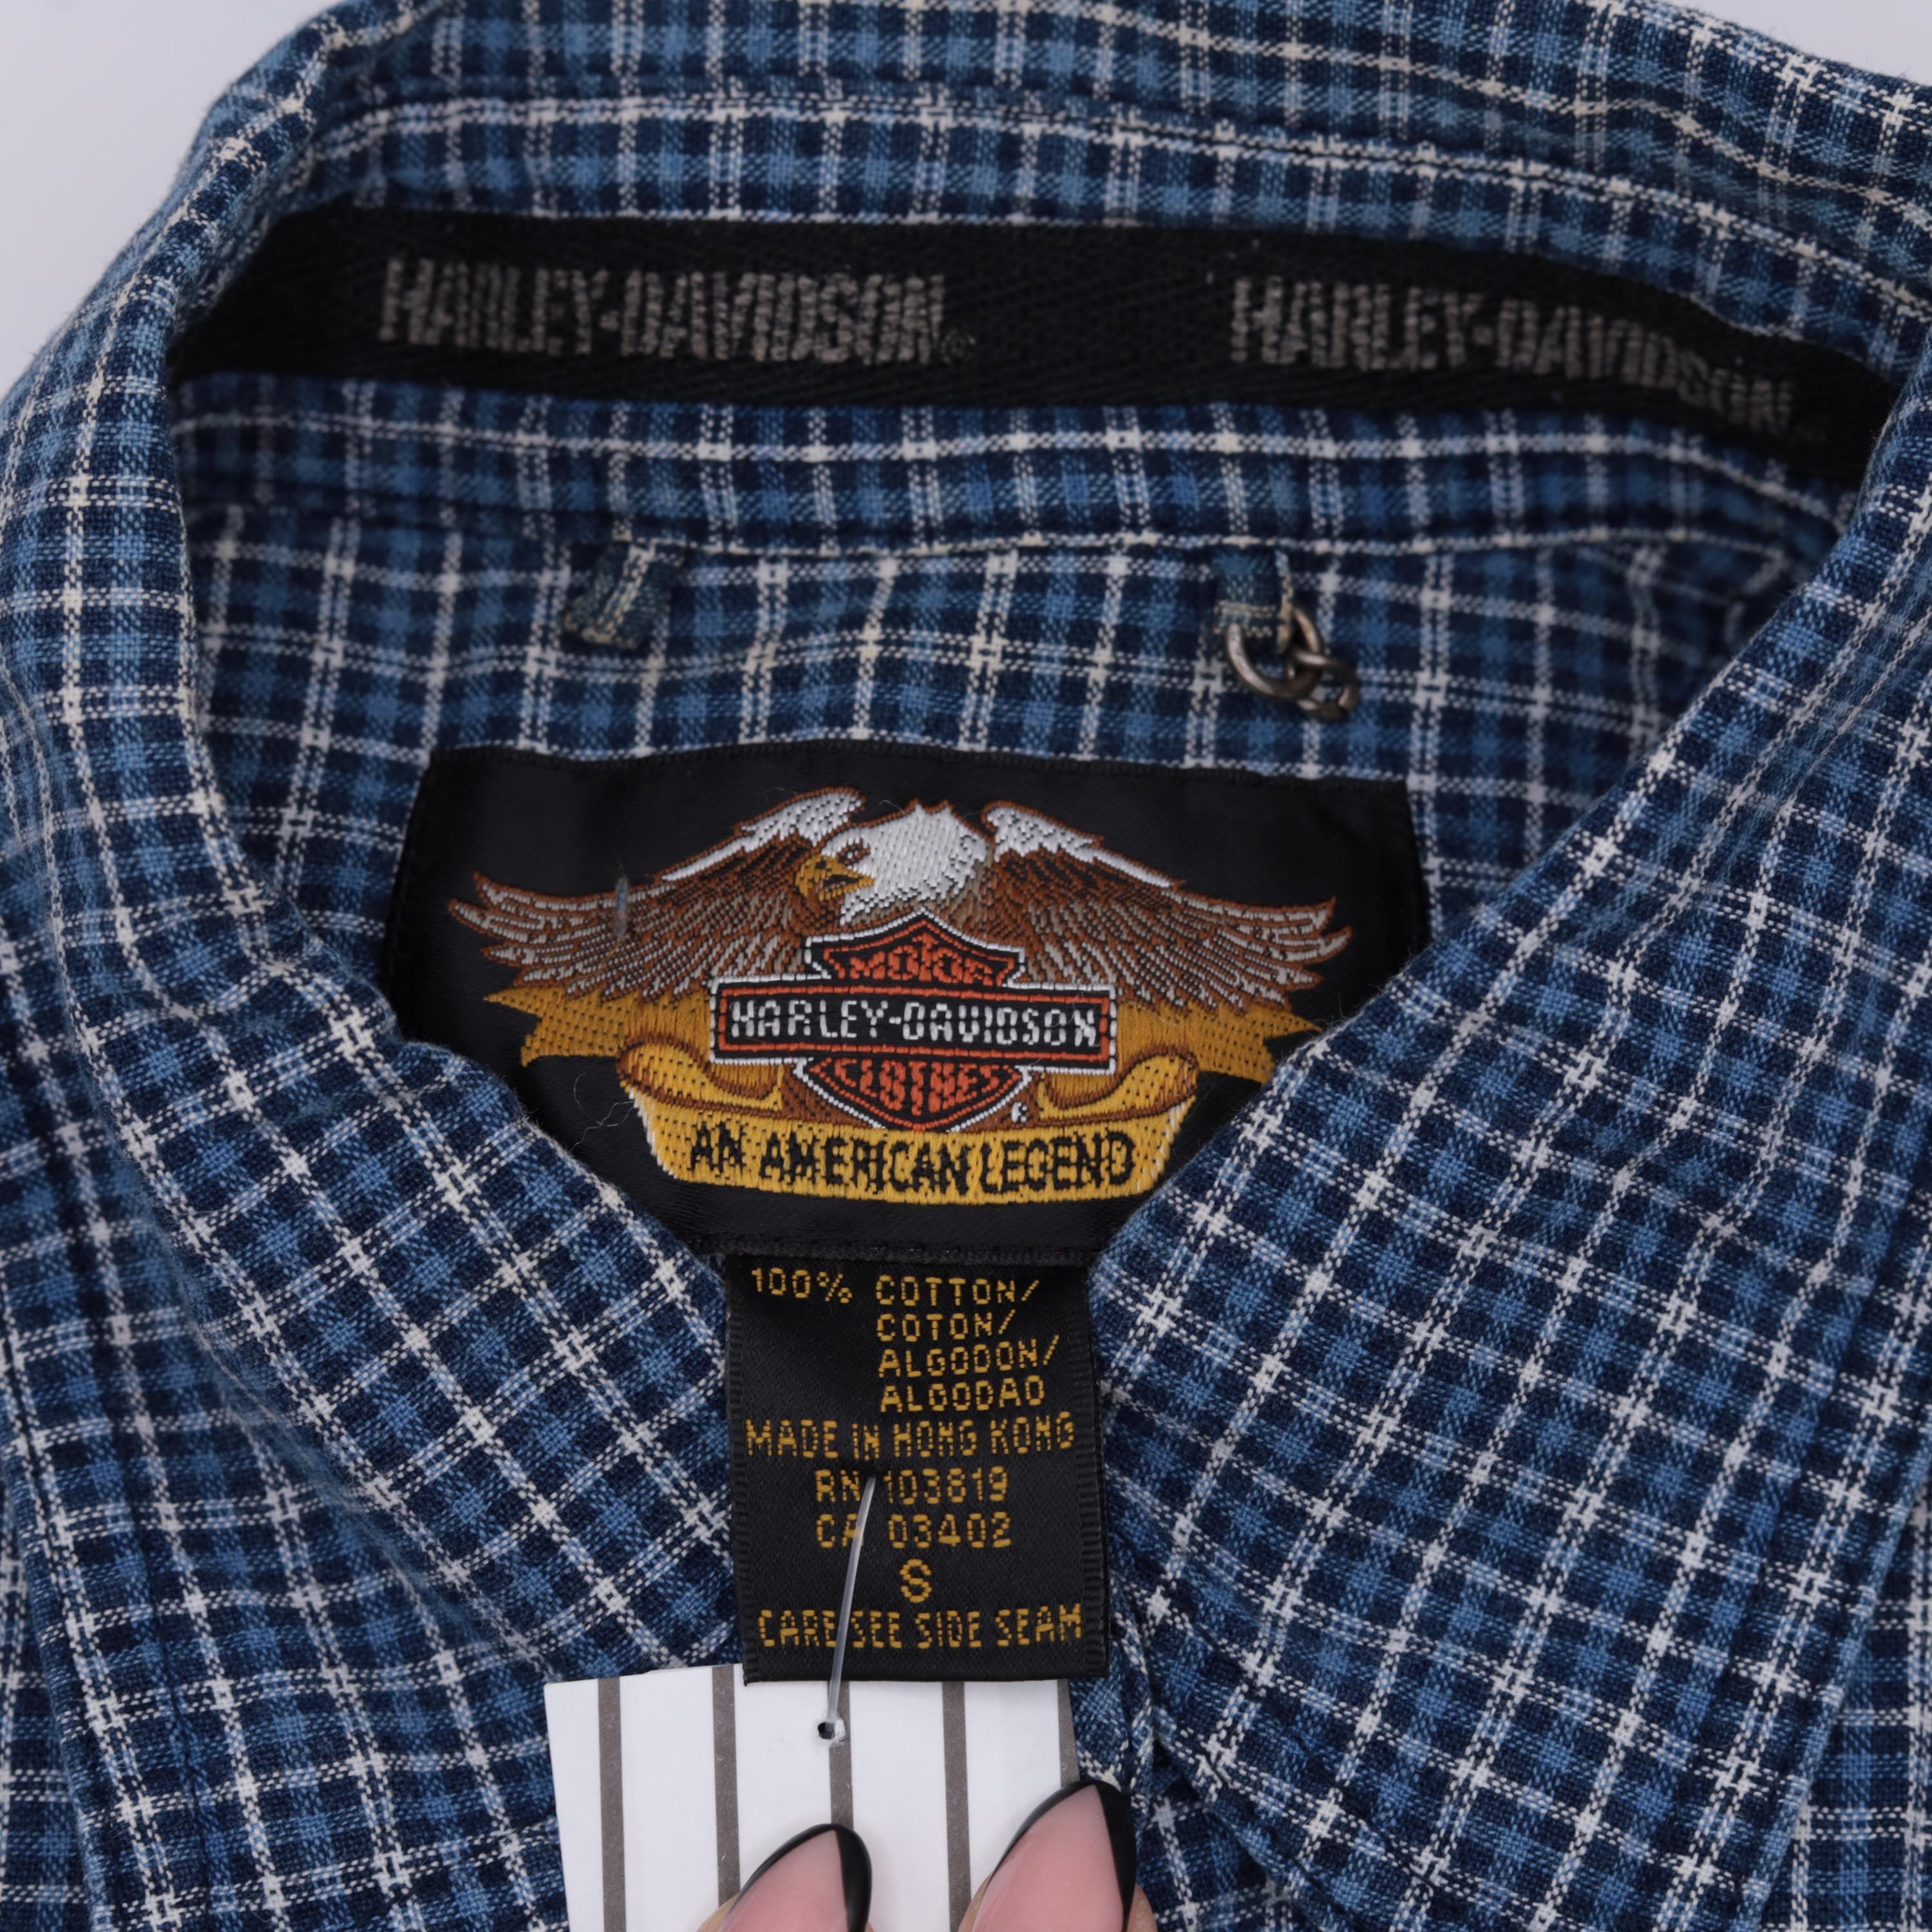 HARLEY-DAVIDSON® HARLEY-DAVIDSON
MOTOR
HARLEY-DAVIDSON
CLOTHES
®
AN AMERICAN LEGEND
100% COTTON/
COTON/
ALGODON/
ALGODAO
MADE IN HONG KONG
RN 103819
CA 03402
S
CARE SEE SIDE SEAM